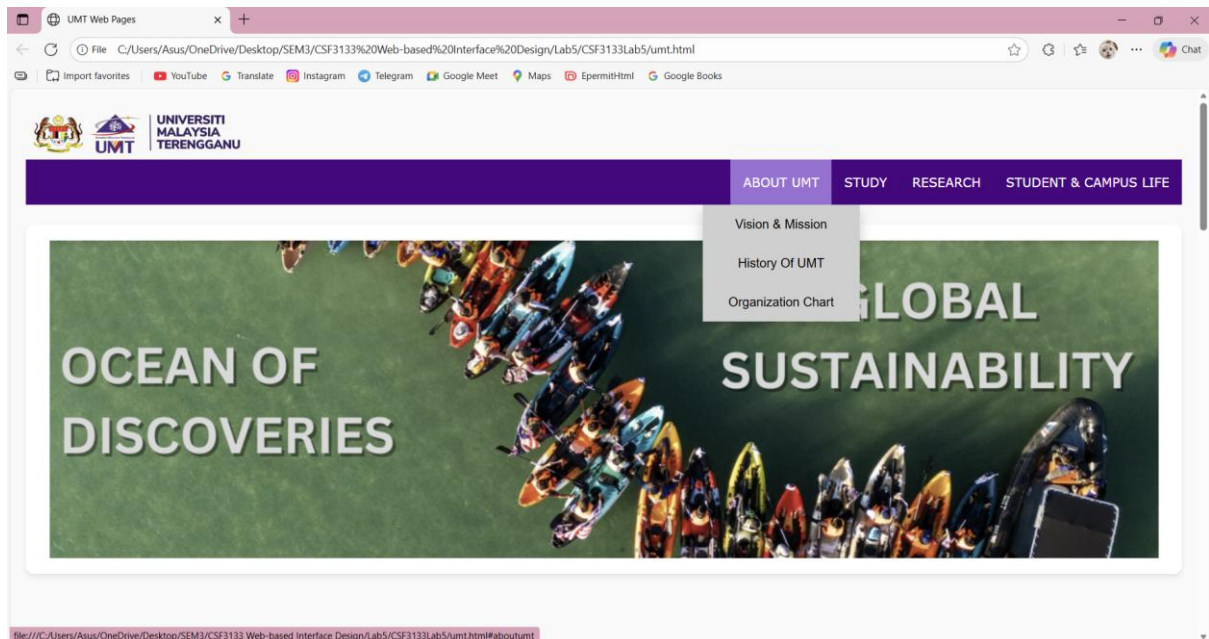 UMT Web Pages
File C:/Users/Asus/OneDrive/Desktop/SEM3/CSF3133%20Web-based%20Interface%20Design/Lab5/CSF3133Lab5/umt.html
Chat
Import favorites YouTube Translate Instagram Telegram Google Meet Maps EpermitHtml Google Books
UMT
UNIVERSITI
MALAYSIA
TERENGGANU
ABOUT UMT STUDY RESEARCH STUDENT & CAMPUS LIFE
Vision & Mission
History Of UMT
Organization Chart
OCEAN OF
DISCOVERIES
GLOBAL
SUSTAINABILITY
file:///C:/Users/Asus/OneDrive/Desktop/SEM3/CSF3133 Web-based Interface Design/Lab5/CSF3133Lab5/umt.html#aboutumt